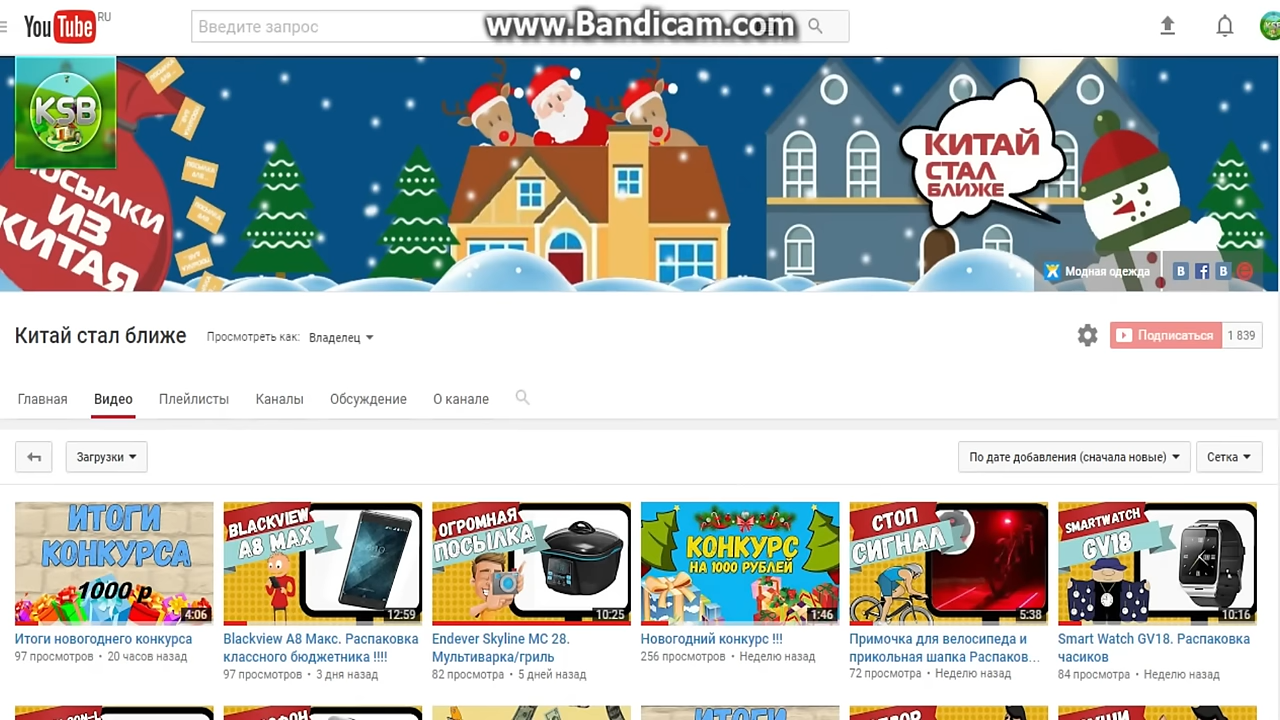 YouTube RU
Введите запрос
www.Bandicam.com
KSB
ПОСЫЛКИ
ИЗ
КИТАЯ
КИТАЙ
СТАЛ
БЛИЖЕ
Модная одежда
Китай стал ближе
Просмотреть как: Владелец
Подписаться 1 839
Главная Видео Плейлисты Каналы Обсуждение О канале
Загрузки
По дате добавления (сначала новые)
Сетка
ИТОГИ
КОНКУРСА
1000 р
4:06
Итоги новогоднего конкурса
97 просмотров • 20 часов назад
BLACKVIEW
A8 MAX
12:59
Blackview A8 Макс. Распаковка
классного бюджетника !!!!
97 просмотров • 3 дня назад
ОГРОМНАЯ
ПОСЫЛКА
10:25
Endever Skyline MC 28.
Мультиварка/гриль
82 просмотра • 5 дней назад
КОНКУРС
НА 1000 РУБЛЕЙ
1:46
Новогодний конкурс !!!
256 просмотров • Неделю назад
СТОП
СИГНАЛ
5:38
Примочка для велосипеда и
прикольная шапка Распаков...
72 просмотра • Неделю назад
SMARTWATCH
GV18
10:16
Smart Watch GV18. Распаковка
часиков
84 просмотра • Неделю назад